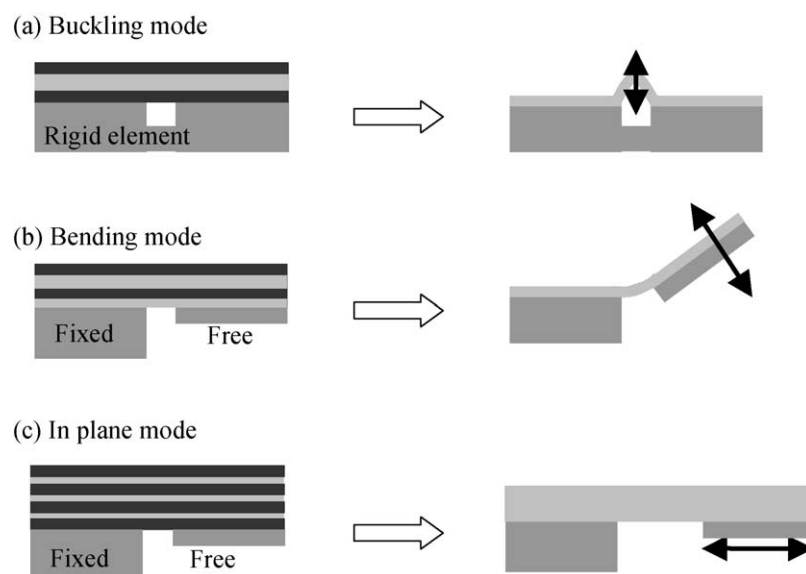 (a) Buckling mode
Rigid element
(b) Bending mode
Fixed
Free
(c) In plane mode
Fixed
Free